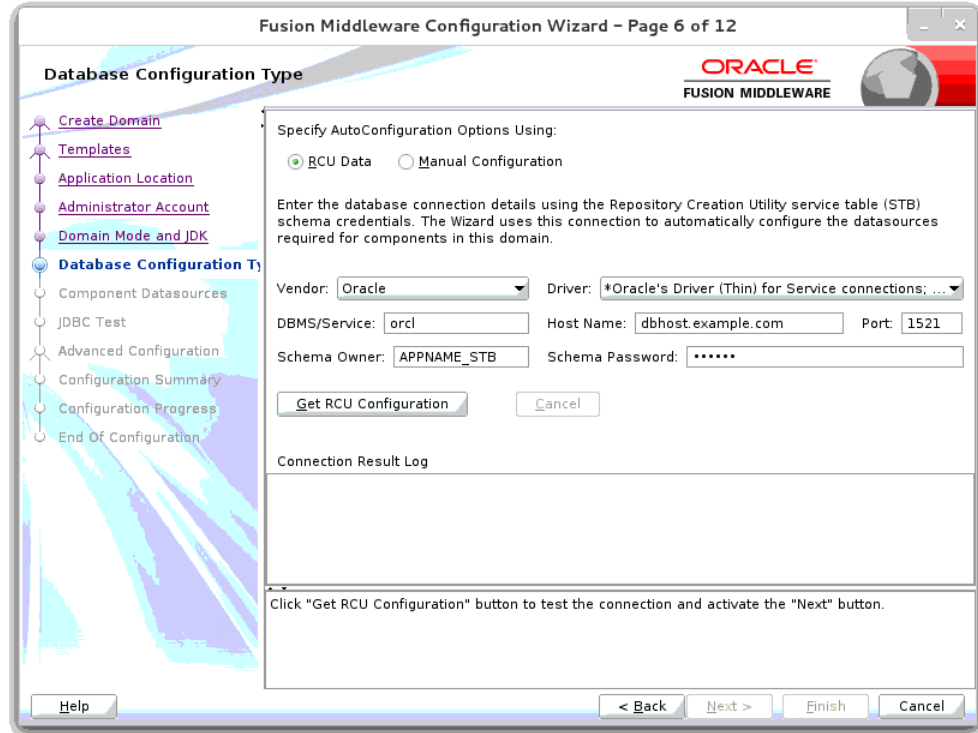 Fusion Middleware Configuration Wizard – Page 6 of 12
Database Configuration Type
ORACLE
FUSION MIDDLEWARE
Create Domain
Templates
Application Location
Administrator Account
Domain Mode and JDK
Database Configuration Ty
Component Datasources
JDBC Test
Advanced Configuration
Configuration Summary
Configuration Progress
End Of Configuration
Specify AutoConfiguration Options Using:
RCU Data Manual Configuration
Enter the database connection details using the Repository Creation Utility service table (STB)
schema credentials. The Wizard uses this connection to automatically configure the datasources
required for components in this domain.
Vendor: Oracle Driver: *Oracle's Driver (Thin) for Service connections; ...
DBMS/Service: orcl Host Name: dbhost.example.com Port: 1521
Schema Owner: APPNAME_STB Schema Password: ••••••
Get RCU Configuration Cancel
Connection Result Log
Click "Get RCU Configuration" button to test the connection and activate the "Next" button.
Help < Back Next > Finish Cancel